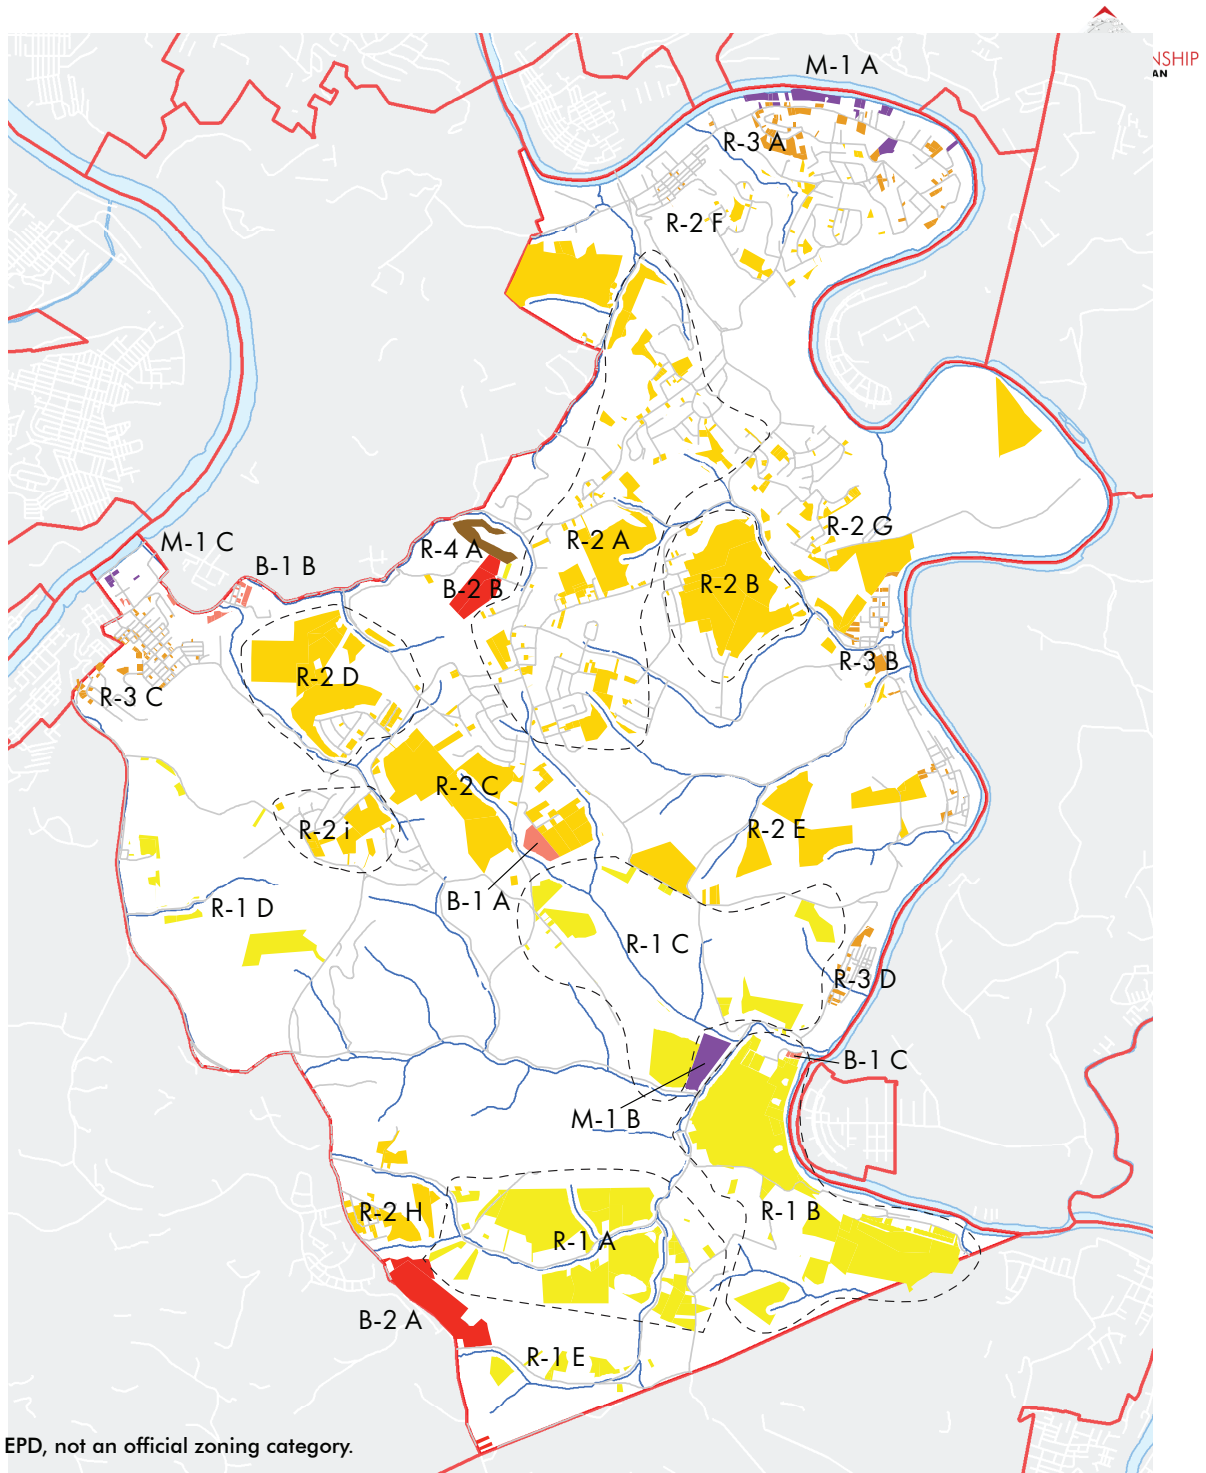 NSHIP
AN
M-1 A
R-3 A
R-2 F
R-2 G
M-1 C
B-1 B
R-4 A
R-2 A
B-2 B
R-2 B
R-3 B
R-2 D
R-3 C
R-2 C
R-2 E
R-2 i
B-1 A
R-1 D
R-1 C
R-3 D
B-1 C
M-1 B
R-2 H
R-1 B
R-1 A
B-2 A
R-1 E
EPD, not an official zoning category.